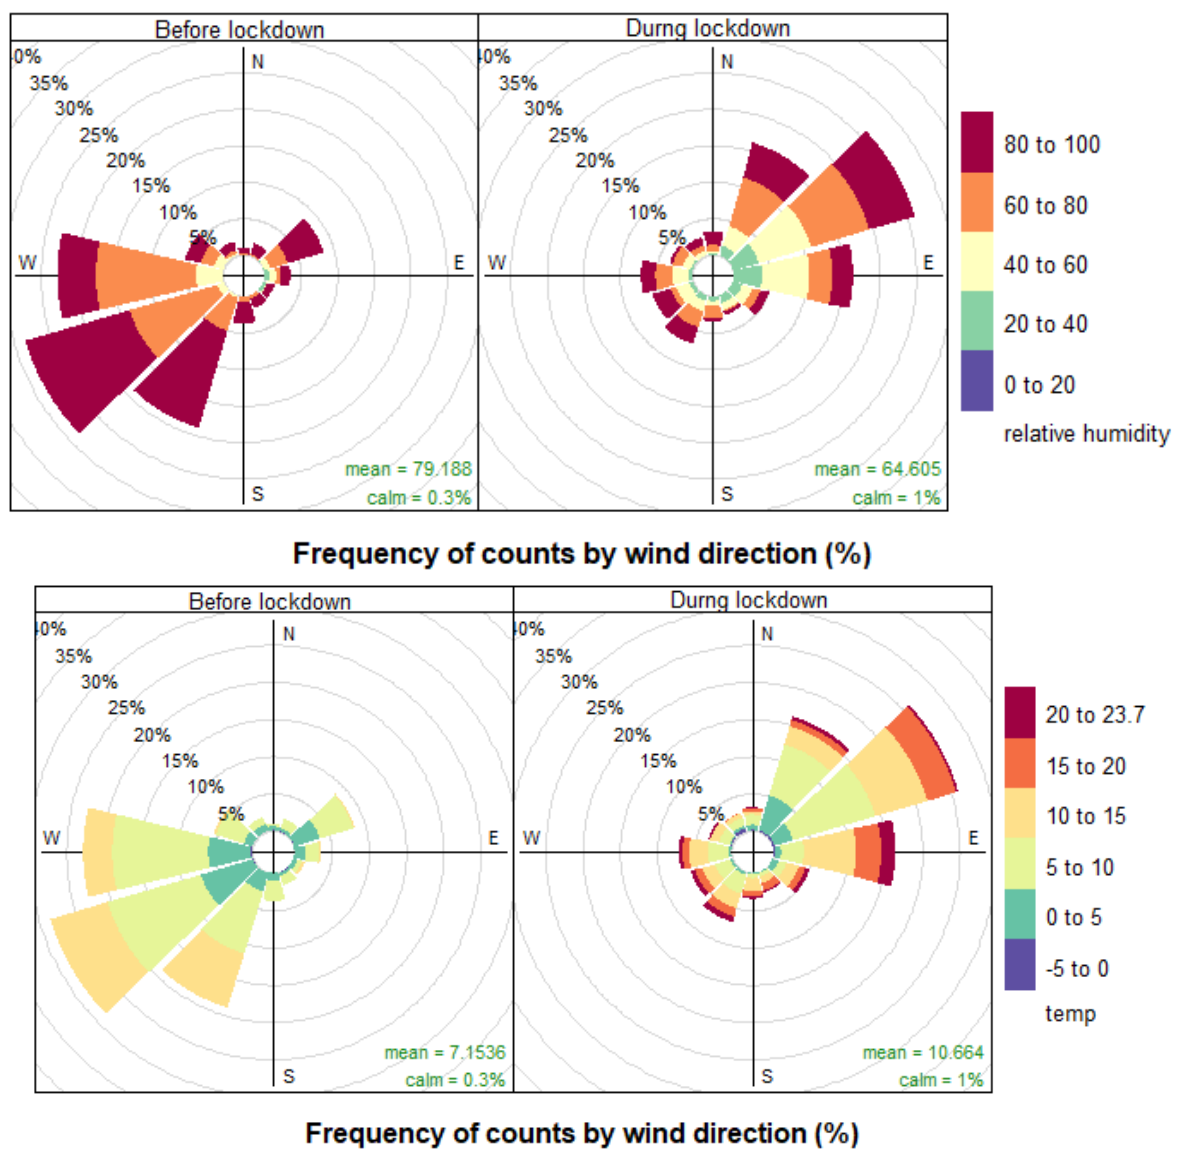 Before lockdown
Durng lockdown
0%
35%
30%
25%
20%
15%
10%
5%
N
W
E
S
mean = 79.188
calm = 0.3%
40%
35%
30%
25%
20%
15%
10%
5%
N
W
E
S
mean = 64.605
calm = 1%
80 to 100
60 to 80
40 to 60
20 to 40
0 to 20
relative humidity
Frequency of counts by wind direction (%)
Before lockdown
Durng lockdown
40%
35%
30%
25%
20%
15%
10%
5%
N
W
E
S
mean = 7.1536
calm = 0.3%
40%
35%
30%
25%
20%
15%
10%
5%
N
W
E
S
mean = 10.664
calm = 1%
20 to 23.7
15 to 20
10 to 15
5 to 10
0 to 5
-5 to 0
temp
Frequency of counts by wind direction (%)